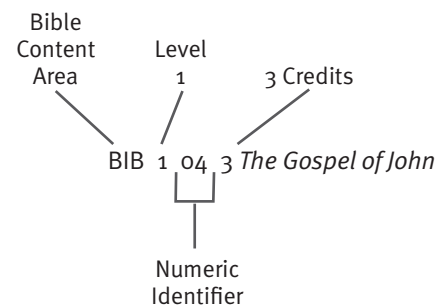 Bible
Content
Area
Level
1
3 Credits
BIB 1 04 3 The Gospel of John
Numeric
Identifier